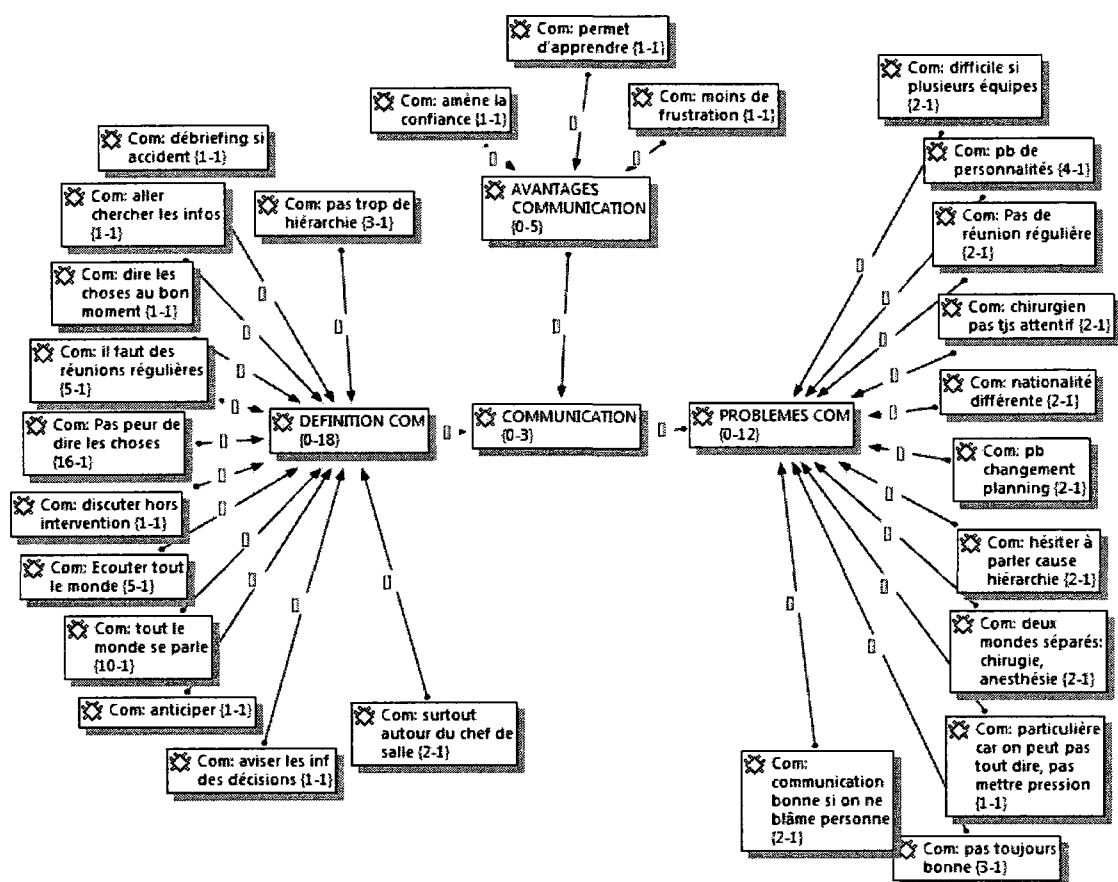 Com: permet
d'apprendre {1-1}
Com: amène la
confiance {1-1}
Com: moins de
frustration {1-1}
AVANTAGES
COMMUNICATION
{0-5}
Com: débriefing si
accident {1-1}
Com: aller
chercher les infos
{1-1}
Com: pas trop de
hiérarchie {3-1}
Com: dire les
choses au bon
moment {1-1}
Com: il faut des
réunions régulières
{5-1}
Com: Pas peur de
dire les choses
{16-1}
Com: discuter hors
intervention {1-1}
Com: Ecouter tout
le monde {5-1}
Com: tout le
monde se parle
{10-1}
Com: anticiper {1-1}
Com: aviser les inf
des décisions {1-1}
Com: surtout
autour du chef de
salle {2-1}
DEFINITION COM
{0-18}
COMMUNICATION
{0-3}
PROBLEMES COM
{0-12}
Com: difficile si
plusieurs équipes
{2-1}
Com: pb de
personnalités {4-1}
Com: Pas de
réunion régulière
{2-1}
Com: chirurgien
pas tjs attentif {2-1}
Com: nationalité
différente {2-1}
Com: pb
changement
planning {2-1}
Com: hésiter à
parler cause
hiérarchie {2-1}
Com: deux
mondes séparés:
chirugie,
anesthésie {2-1}
Com: particulière
car on peut pas
tout dire, pas
mettre pression
{1-1}
Com:
communication
bonne si on ne
blâme personne
{2-1}
Com: pas toujours
bonne {3-1}